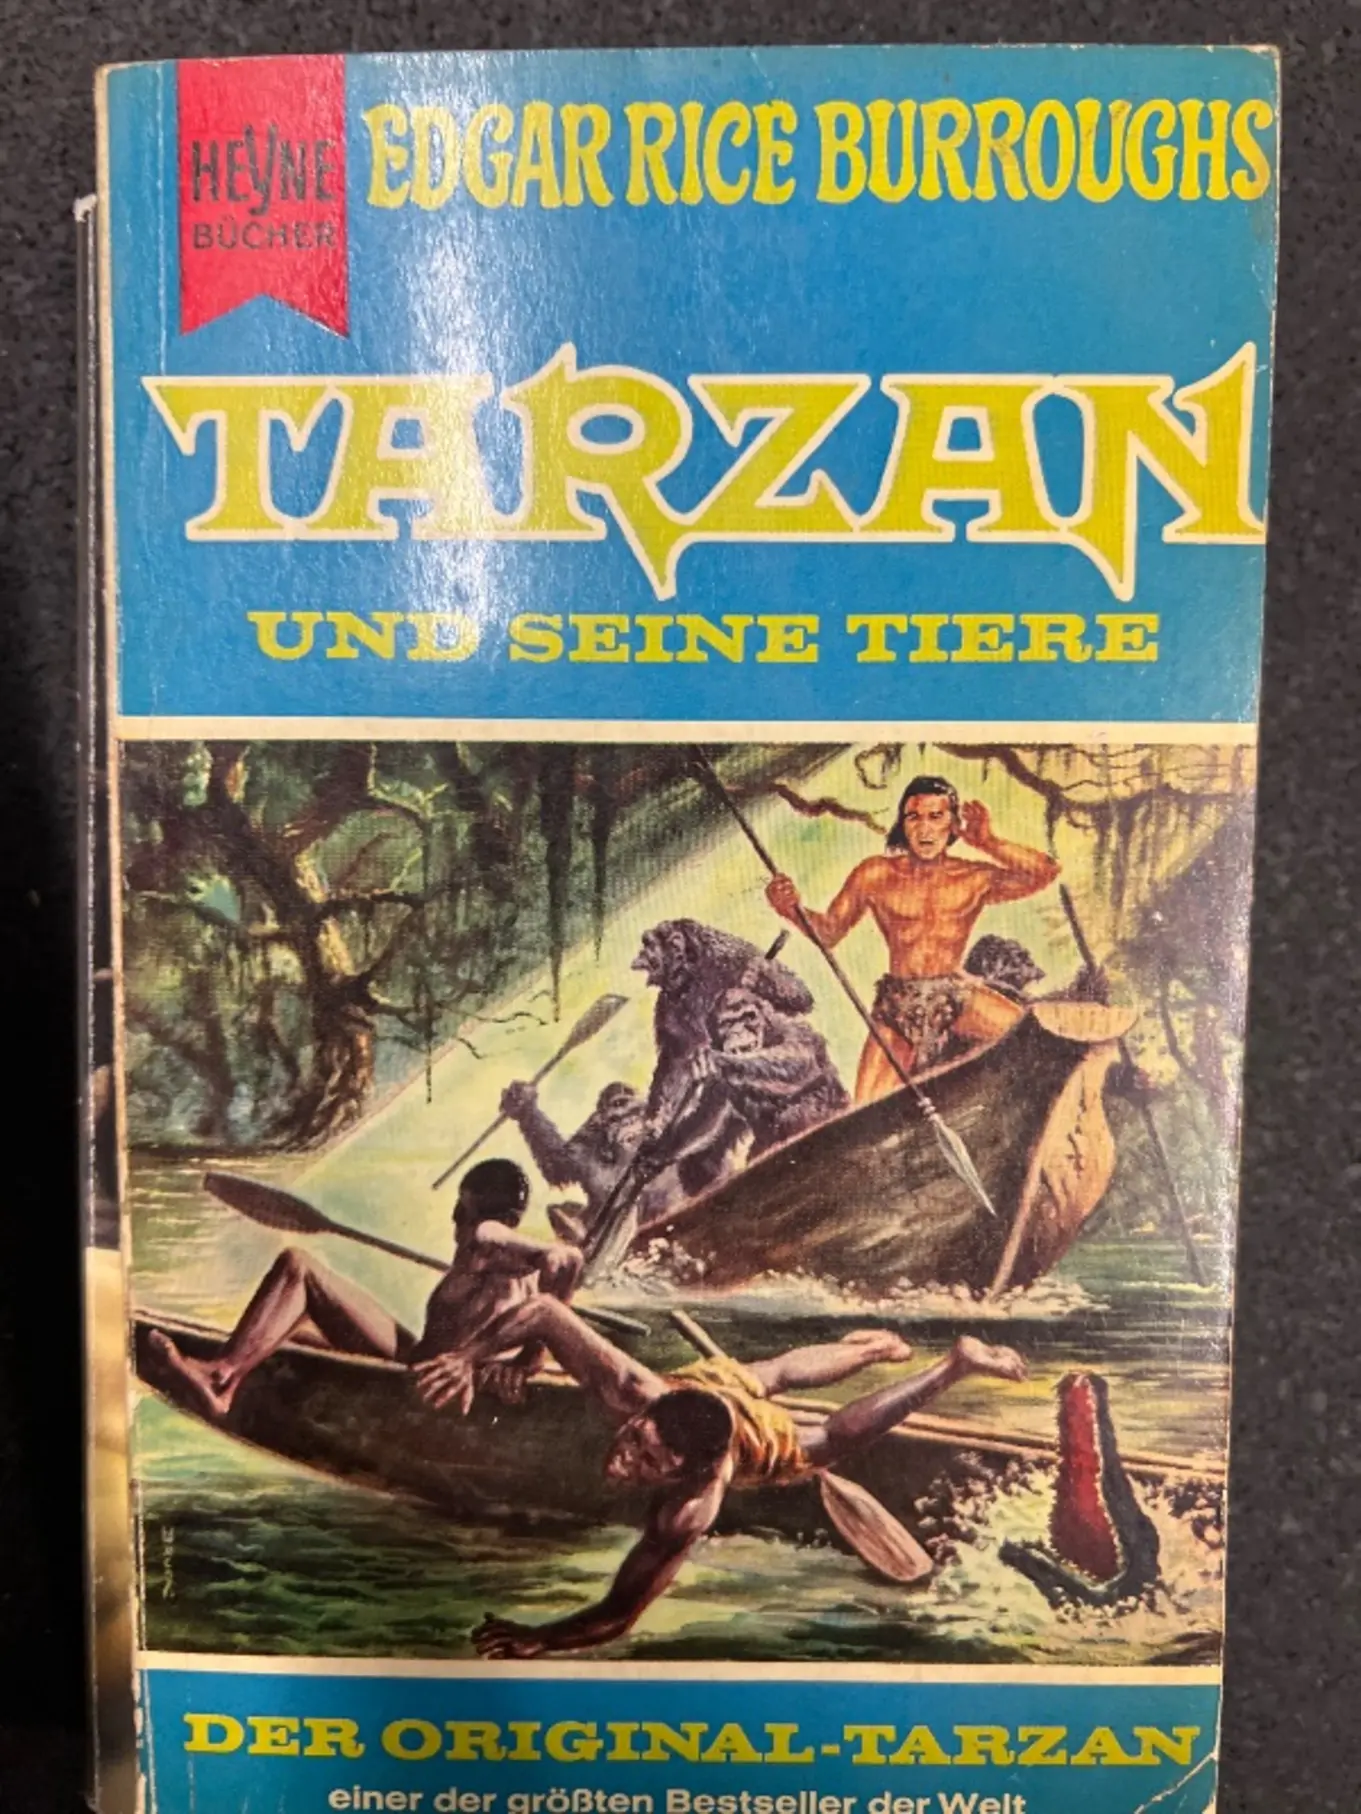 HEYNE
BÜCHER
EDGAR RICE BURROUGHS
TARZAN
UND SEINE TIERE
DER ORIGINAL-TARZAN
einer der größten Bestseller der Welt